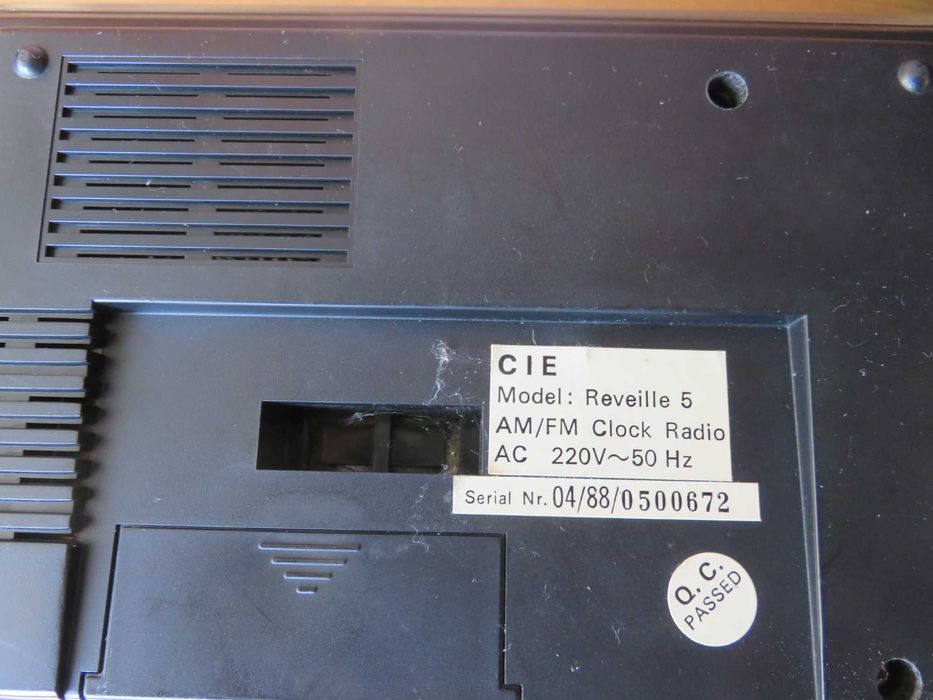 CIE
Model: Reveille 5
AM/FM Clock Radio
AC 220V~50 Hz
Serial Nr. 04/88/0500672
Q.C.
PASSED